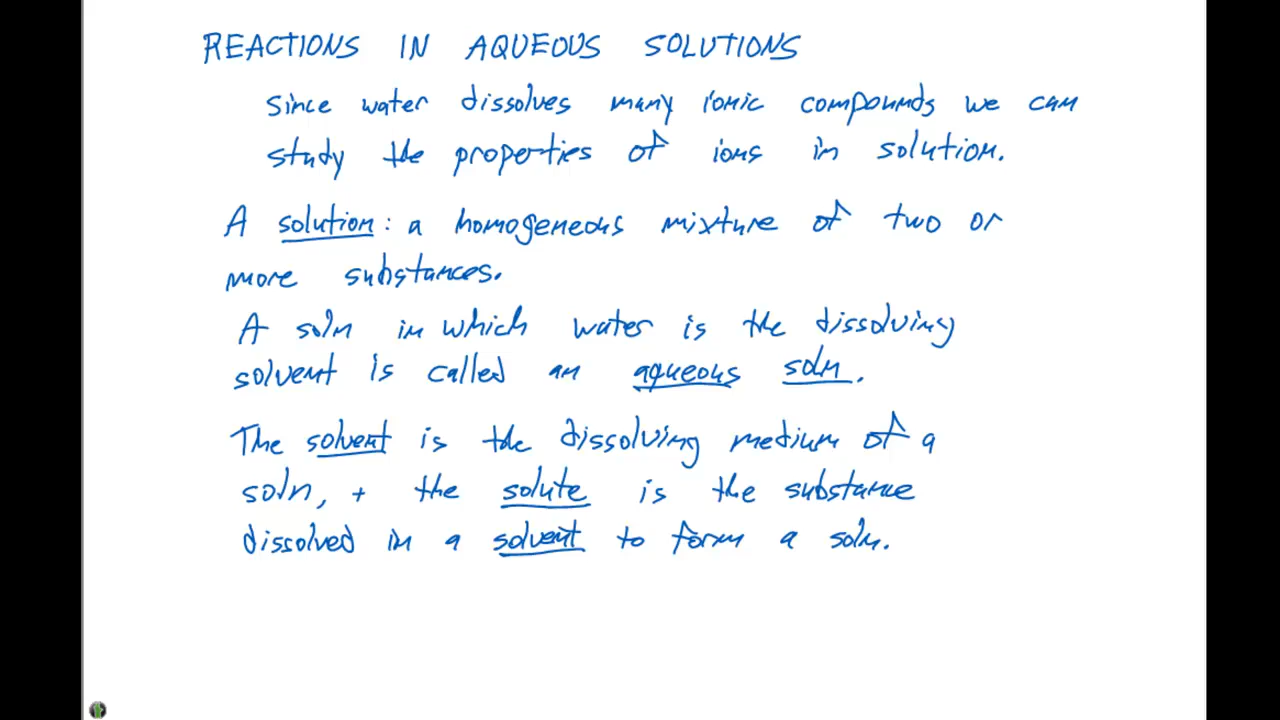 REACTIONS IN AQUEOUS SOLUTIONS
Since water dissolves many ionic compounds we can
study the properties of ions in solution.
A solution: a homogeneous mixture of two or
more substances.
A soln in which water is the dissolving
solvent is called an aqueous soln.
The solvent is the dissolving medium of a
soln, + the solute is the substance
dissolved in a solvent to form a soln.